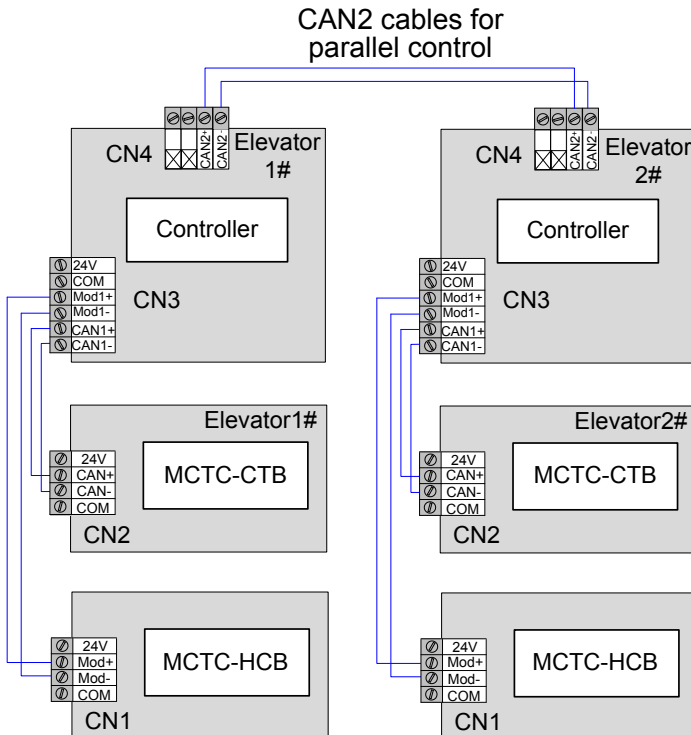 CAN2 cables for
parallel control
CN4
CAN2+
CAN2-
Elevator
1#
Controller
24V
COM
Mod1+
Mod1-
CAN1+
CAN1-
CN3
CN4
CAN2+
CAN2-
Elevator
2#
Controller
24V
COM
Mod1+
Mod1-
CAN1+
CAN1-
CN3
Elevator1#
24V
CAN+
CAN-
COM
MCTC-CTB
CN2
Elevator2#
24V
CAN+
CAN-
COM
MCTC-CTB
CN2
24V
Mod+
Mod-
COM
MCTC-HCB
CN1
24V
Mod+
Mod-
COM
MCTC-HCB
CN1